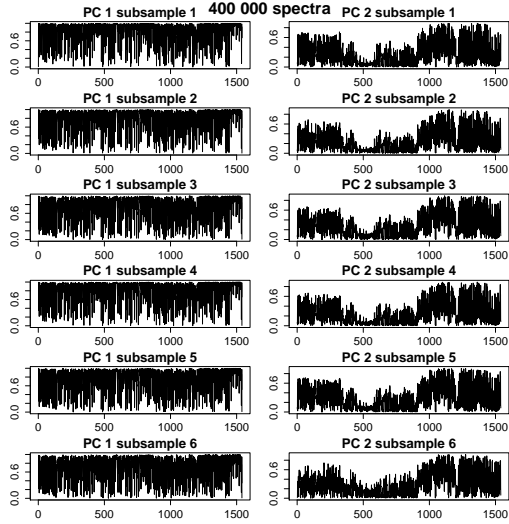 400 000 spectra
PC 1 subsample 1
PC 2 subsample 1
0.0 0.6
0.0 0.6
0 500 1000 1500
0 500 1000 1500
PC 1 subsample 2
PC 2 subsample 2
0.0 0.6
0.0 0.6
0 500 1000 1500
0 500 1000 1500
PC 1 subsample 3
PC 2 subsample 3
0.0 0.6
0.0 0.6
0 500 1000 1500
0 500 1000 1500
PC 1 subsample 4
PC 2 subsample 4
0.0 0.6
0.0 0.6
0 500 1000 1500
0 500 1000 1500
PC 1 subsample 5
PC 2 subsample 5
0.0 0.6
0.0 0.6
0 500 1000 1500
0 500 1000 1500
PC 1 subsample 6
PC 2 subsample 6
0.0 0.6
0.0 0.6
0 500 1000 1500
0 500 1000 1500